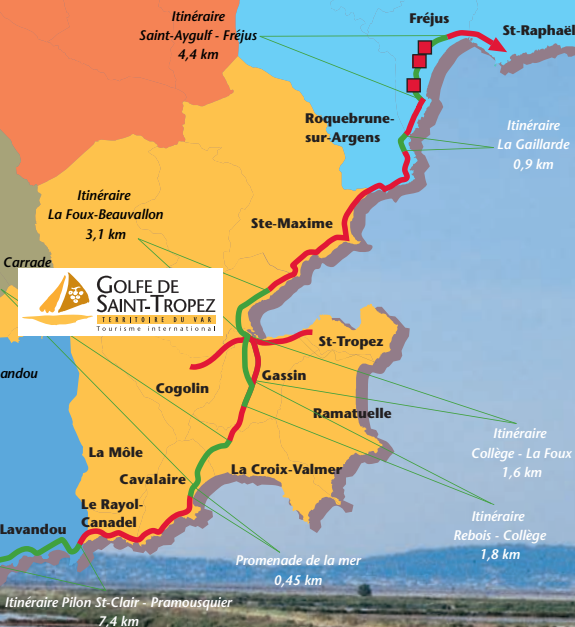 Itinéraire
Saint-Aygulf - Fréjus
4,4 km
Fréjus
St-Raphaël
Roquebrune-
sur-Argens
Itinéraire
La Gaillarde
0,9 km
Itinéraire
La Foux-Beauvallon
3,1 km
Ste-Maxime
Carrade
GOLFE DE
SAINT-TROPEZ
TERRITOIRE DU VAR
Tourisme international
St-Tropez
andou
Cogolin
Gassin
Ramatuelle
Itinéraire
Collège - La Foux
1,6 km
La Môle
Cavalaire
La Croix-Valmer
Le Rayol-
Canadel
Itinéraire
Rebois - Collège
1,8 km
Lavandou
Promenade de la mer
0,45 km
Itinéraire Pilon St-Clair - Pramousquier
7,4 km